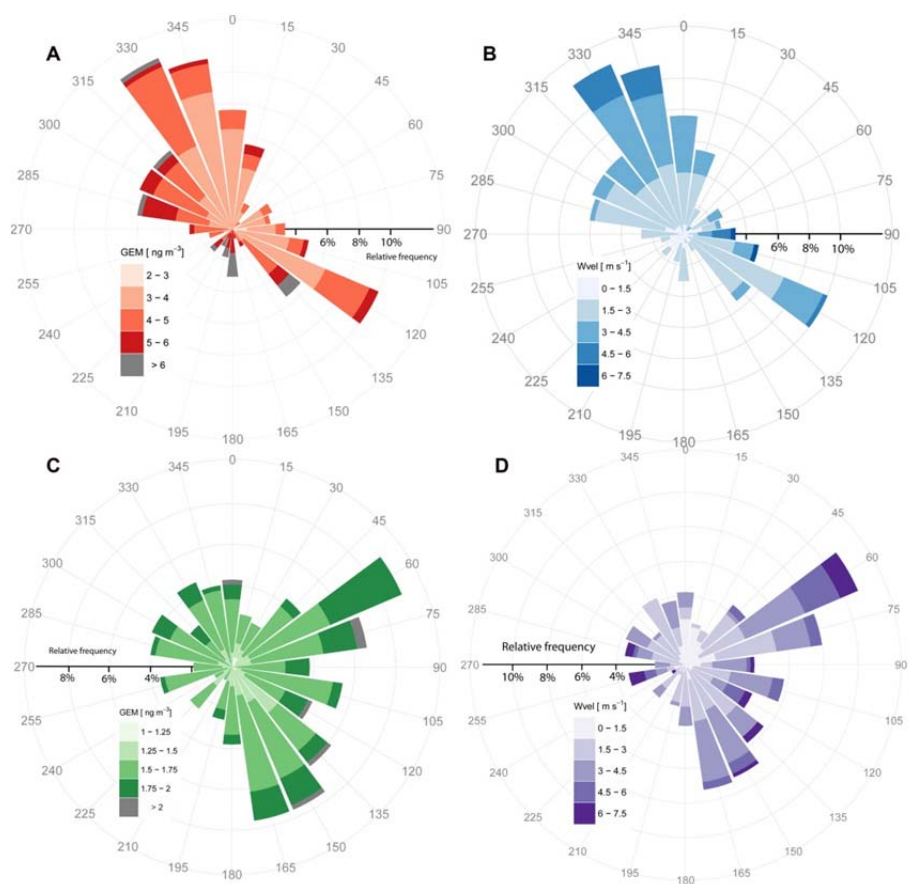 A
0
345
15
330
30
315
45
300
60
285
75
270
6% 8% 10%
90
Relative frequency
255
105
240
120
225
135
210
150
195
165
180
GEM [ ng m⁻³]
2 − 3
3 − 4
4 − 5
5 − 6
> 6
B
0
345
15
330
30
315
45
300
60
285
75
270
6% 8% 10%
90
255
105
240
120
225
135
210
150
195
165
180
Wvel [ m s⁻¹]
0 − 1.5
1.5 − 3
3 − 4.5
4.5 − 6
6 − 7.5
C
0
345
15
330
30
315
45
300
60
285
75
Relative frequency
270
8% 6% 4%
90
255
105
240
120
225
135
210
150
195
165
180
GEM [ ng m⁻³]
1 − 1.25
1.25 − 1.5
1.5 − 1.75
1.75 − 2
> 2
D
0
345
15
330
30
315
45
300
60
285
75
Relative frequency
270
10% 8% 6% 4%
90
255
105
240
120
225
135
210
150
195
165
180
Wvel [ m s⁻¹]
0 − 1.5
1.5 − 3
3 − 4.5
4.5 − 6
6 − 7.5